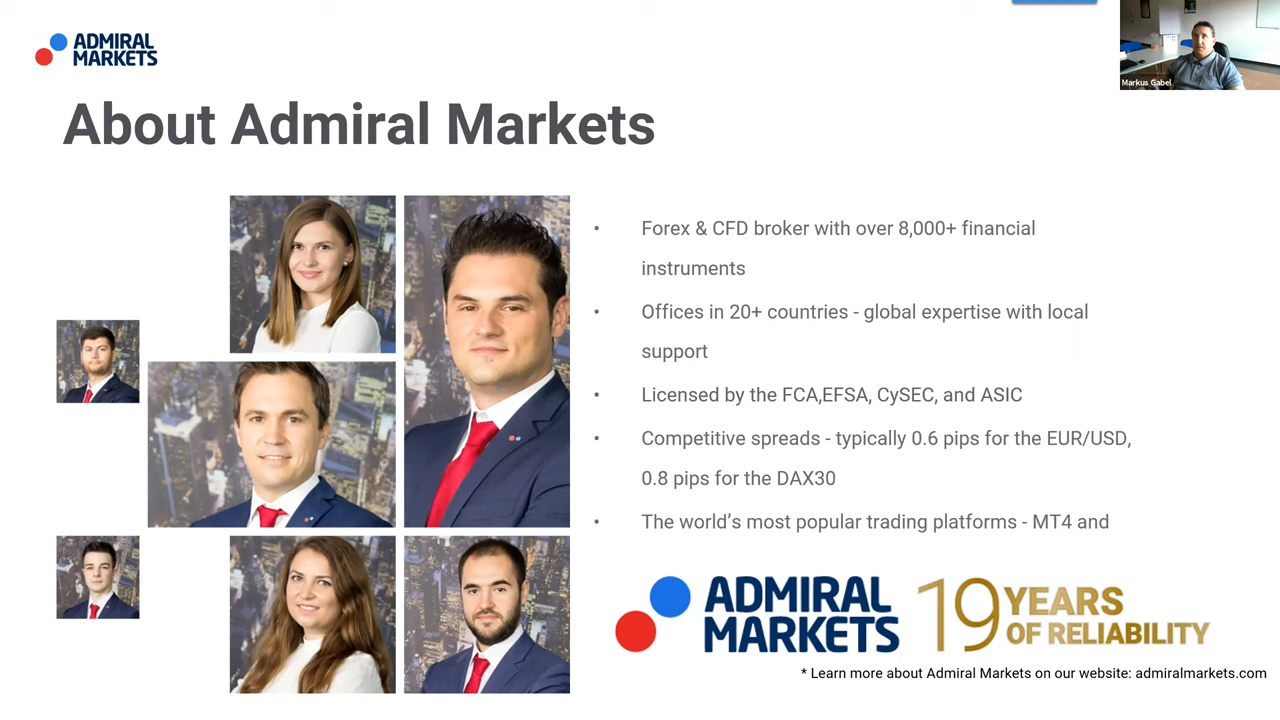 ADMIRAL
MARKETS
Markus Gabel
About Admiral Markets
• Forex & CFD broker with over 8,000+ financial
instruments
• Offices in 20+ countries - global expertise with local
support
• Licensed by the FCA,EFSA, CySEC, and ASIC
• Competitive spreads - typically 0.6 pips for the EUR/USD,
0.8 pips for the DAX30
• The world’s most popular trading platforms - MT4 and
ADMIRAL
MARKETS
19 YEARS
OF RELIABILITY
* Learn more about Admiral Markets on our website: admiralmarkets.com